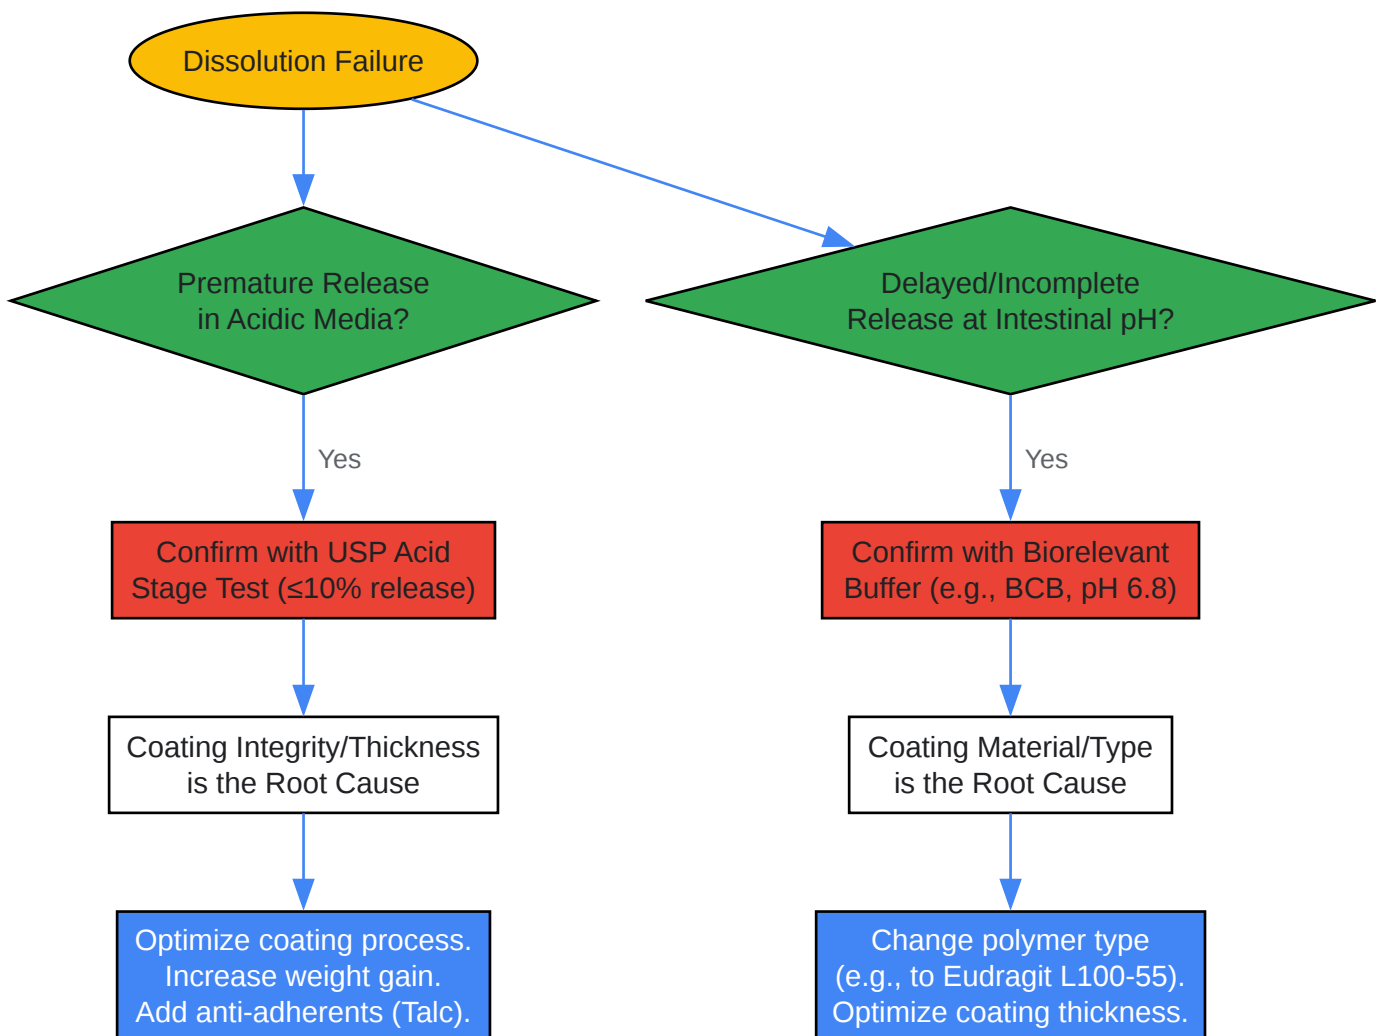 Dissolution Failure
Premature Release
in Acidic Media?
Delayed/Incomplete
Release at Intestinal pH?
Yes
Yes
Confirm with USP Acid
Stage Test (≤10% release)
Confirm with Biorelevant
Buffer (e.g., BCB, pH 6.8)
Coating Integrity/Thickness
is the Root Cause
Coating Material/Type
is the Root Cause
Optimize coating process.
Increase weight gain.
Add anti-adherents (Talc).
Change polymer type
(e.g., to Eudragit L100-55).
Optimize coating thickness.